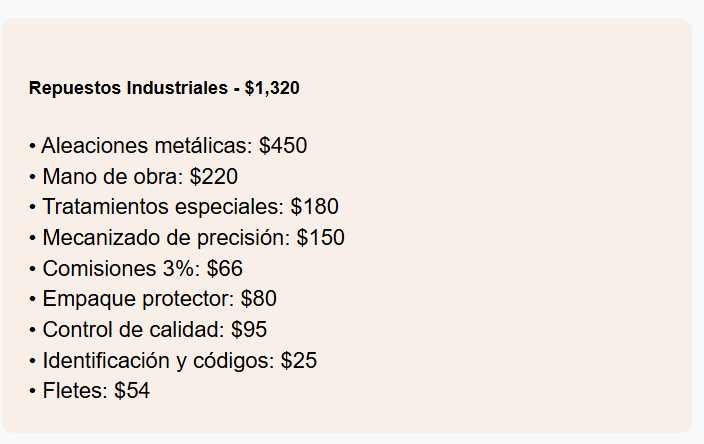 Repuestos Industriales - $1,320
• Aleaciones metálicas: $450
• Mano de obra: $220
• Tratamientos especiales: $180
• Mecanizado de precisión: $150
• Comisiones 3%: $66
• Empaque protector: $80
• Control de calidad: $95
• Identificación y códigos: $25
• Fletes: $54